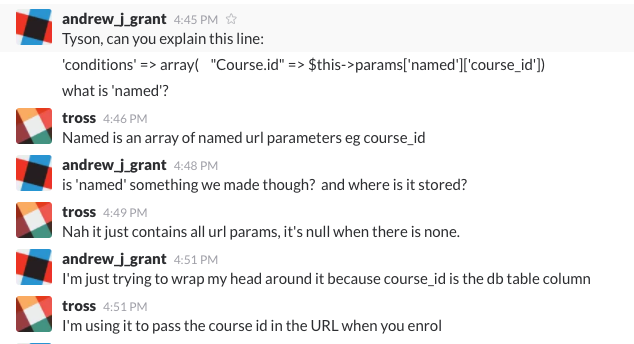 andrew_j_grant 4:45 PM ☆
Tyson, can you explain this line:
'conditions' => array( "Course.id" => $this->params['named']['course_id'])
what is 'named'?
tross 4:46 PM
Named is an array of named url parameters eg course_id
andrew_j_grant 4:48 PM
is 'named' something we made though? and where is it stored?
tross 4:49 PM
Nah it just contains all url params, it's null when there is none.
andrew_j_grant 4:51 PM
I'm just trying to wrap my head around it because course_id is the db table column
tross 4:51 PM
I'm using it to pass the course id in the URL when you enrol